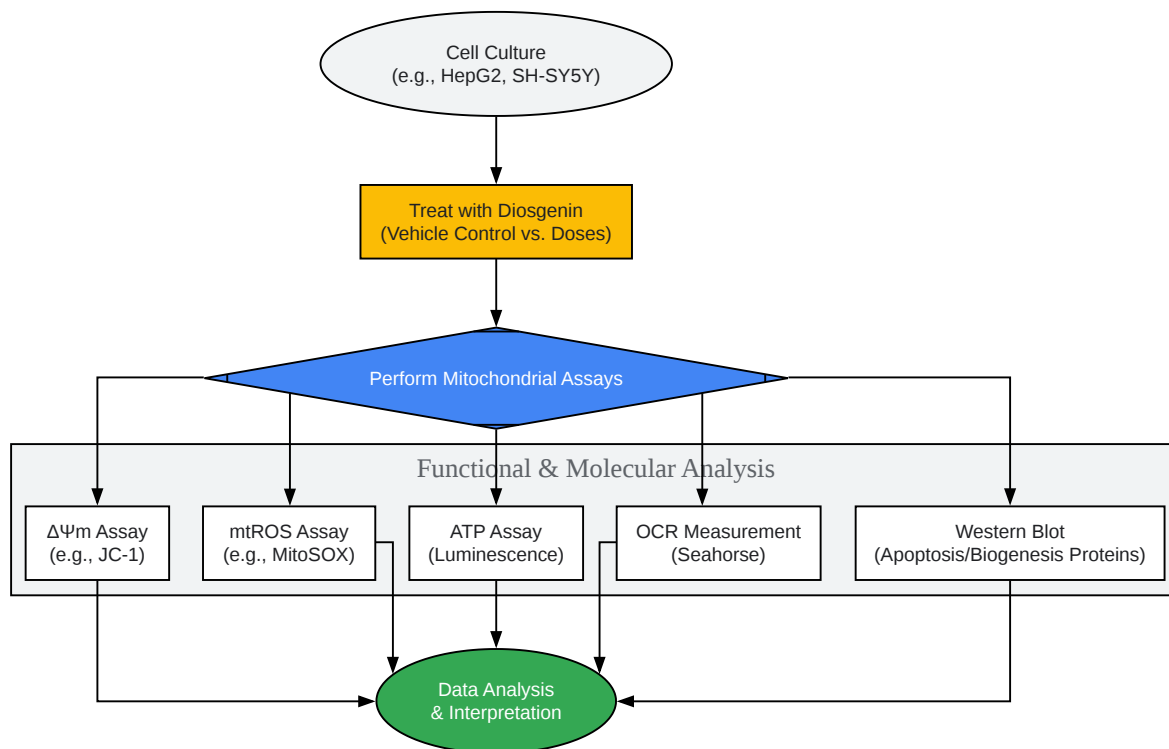 Cell Culture
(e.g., HepG2, SH-SY5Y)
Treat with Diosgenin
(Vehicle Control vs. Doses)
Perform Mitochondrial Assays
Functional & Molecular Analysis
ΔΨm Assay
(e.g., JC-1)
mtROS Assay
(e.g., MitoSOX)
ATP Assay
(Luminescence)
OCR Measurement
(Seahorse)
Western Blot
(Apoptosis/Biogenesis Proteins)
Data Analysis
& Interpretation